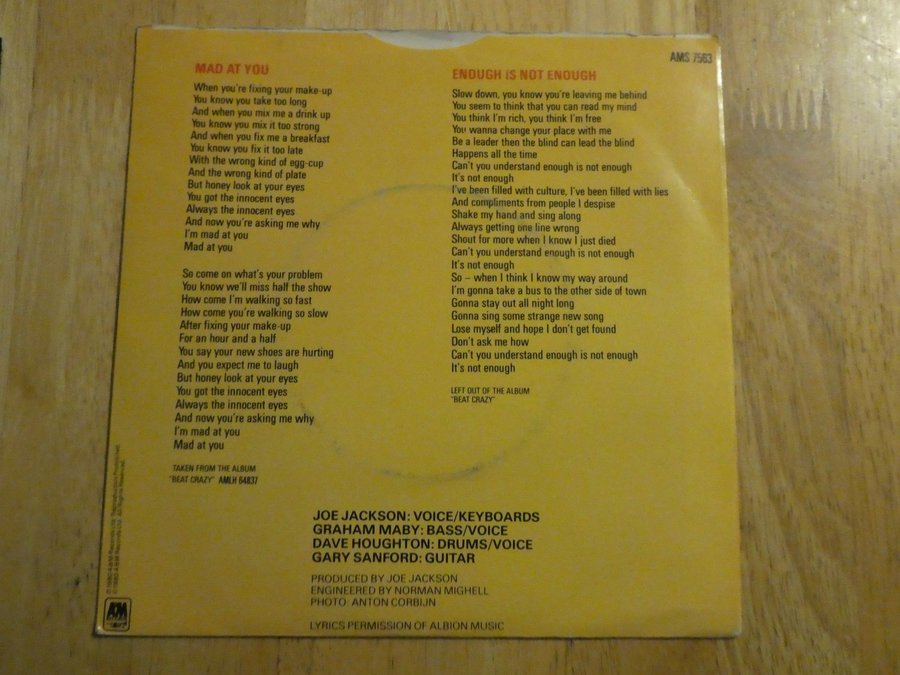 AMS 7563
MAD AT YOU
When you're fixing your make-up
You know you take too long
And when you mix me a drink up
You know you mix it too strong
And when you fix me a breakfast
You know you fix it too late
With the wrong kind of egg-cup
And the wrong kind of plate
But honey look at your eyes
You got the innocent eyes
Always the innocent eyes
And now you're asking me why
I'm mad at you
Mad at you
So come on what's your problem
You know we'll miss half the show
How come I'm walking so fast
How come you're walking so slow
After fixing your make-up
For an hour and a half
You say your new shoes are hurting
And you expect me to laugh
But honey look at your eyes
You got the innocent eyes
Always the innocent eyes
And now you're asking me why
I'm mad at you
Mad at you
TAKEN FROM THE ALBUM
"BEAT CRAZY" AMLH 64837
ENOUGH IS NOT ENOUGH
Slow down, you know you're leaving me behind
You seem to think that you can read my mind
You think I'm rich, you think I'm free
You wanna change your place with me
Be a leader then the blind can lead the blind
Happens all the time
Can't you understand enough is not enough
It's not enough
I've been filled with culture, I've been filled with lies
And compliments from people I despise
Shake my hand and sing along
Always getting one line wrong
Shout for more when I know I just died
Can't you understand enough is not enough
It's not enough
So – when I think I know my way around
I'm gonna take a bus to the other side of town
Gonna stay out all night long
Gonna sing some strange new song
Lose myself and hope I don't get found
Don't ask me how
Can't you understand enough is not enough
It's not enough
LEFT OUT OF THE ALBUM
"BEAT CRAZY"
JOE JACKSON: VOICE/KEYBOARDS
GRAHAM MABY: BASS/VOICE
DAVE HOUGHTON: DRUMS/VOICE
GARY SANFORD: GUITAR
PRODUCED BY JOE JACKSON
ENGINEERED BY NORMAN MIGHELL
PHOTO: ANTON CORBIJN
LYRICS PERMISSION OF ALBION MUSIC
© 1980 A&M Records Ltd. All Rights Reserved.
A&M